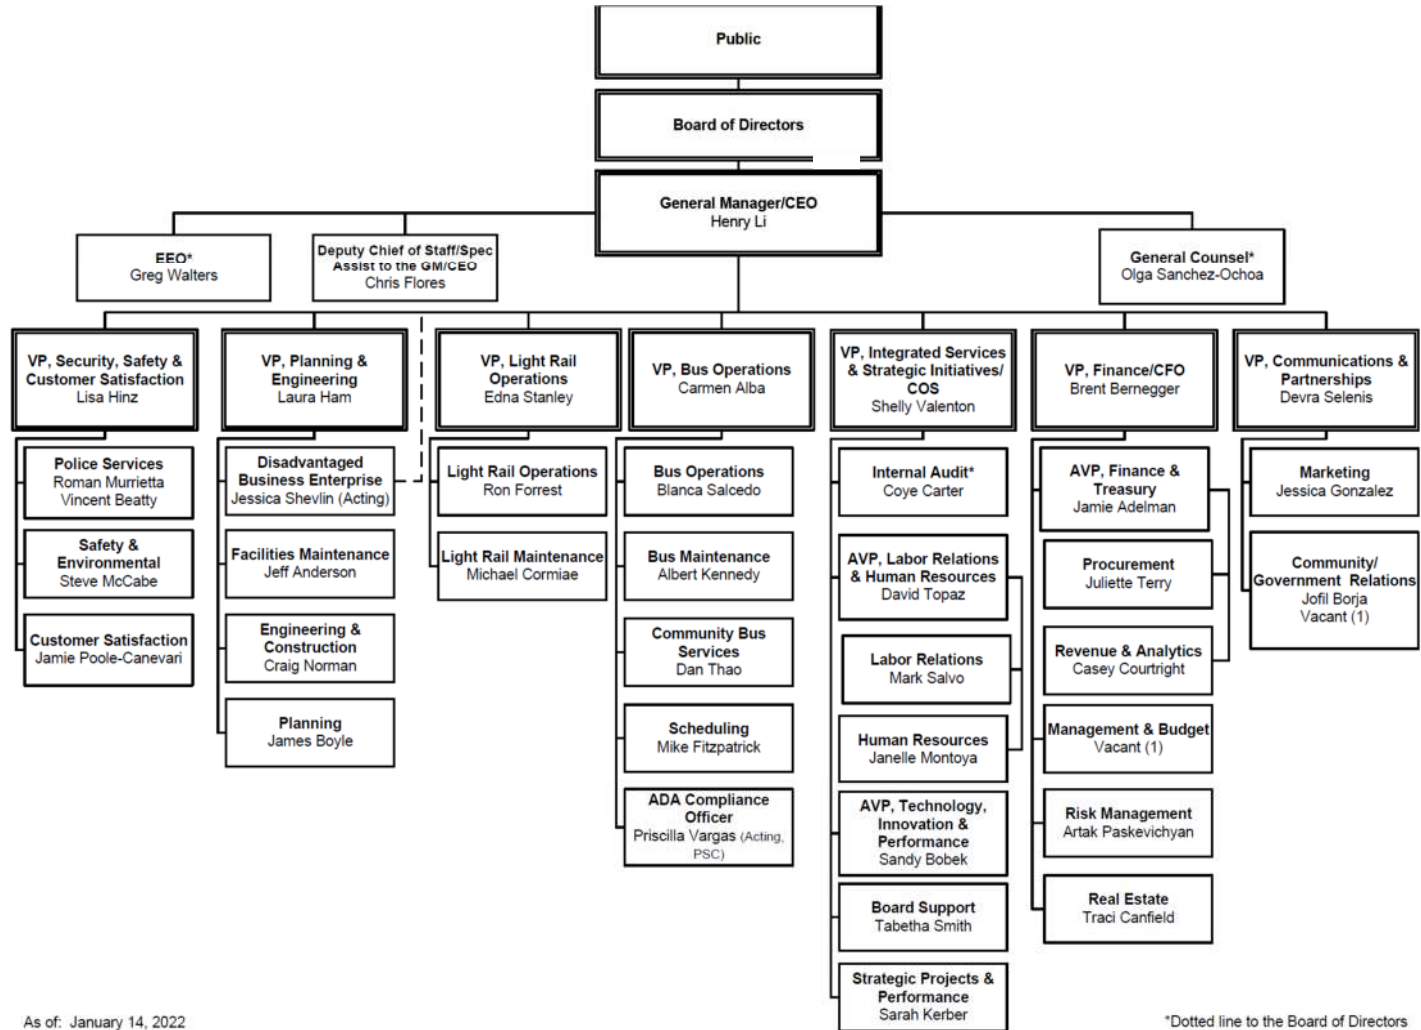 Public
Board of Directors
General Manager/CEO
Henry Li
EEO*
Greg Walters
Deputy Chief of Staff/Spec
Assist to the GM/CEO
Chris Flores
General Counsel*
Olga Sanchez-Ochoa
VP, Security, Safety &
Customer Satisfaction
Lisa Hinz
VP, Planning &
Engineering
Laura Ham
VP, Light Rail
Operations
Edna Stanley
VP, Bus Operations
Carmen Alba
VP, Integrated Services
& Strategic Initiatives/
COS
Shelly Valenton
VP, Finance/CFO
Brent Bernegger
VP, Communications &
Partnerships
Devra Selenis
Police Services
Roman Murrietta
Vincent Beatty
Safety &
Environmental
Steve McCabe
Customer Satisfaction
Jamie Poole-Canevari
Disadvantaged
Business Enterprise
Jessica Shevlin (Acting)
Facilities Maintenance
Jeff Anderson
Engineering &
Construction
Craig Norman
Planning
James Boyle
Light Rail Operations
Ron Forrest
Light Rail Maintenance
Michael Cormiae
Bus Operations
Blanca Salcedo
Bus Maintenance
Albert Kennedy
Community Bus
Services
Dan Thao
Scheduling
Mike Fitzpatrick
ADA Compliance
Officer
Priscilla Vargas (Acting,
PSC)
Internal Audit*
Coye Carter
AVP, Labor Relations
& Human Resources
David Topaz
Labor Relations
Mark Salvo
Human Resources
Janelle Montoya
AVP, Technology,
Innovation &
Performance
Sandy Bobek
Board Support
Tabetha Smith
Strategic Projects &
Performance
Sarah Kerber
AVP, Finance &
Treasury
Jamie Adelman
Procurement
Juliette Terry
Revenue & Analytics
Casey Courtright
Management & Budget
Vacant (1)
Risk Management
Artak Paskevichyan
Real Estate
Traci Canfield
Marketing
Jessica Gonzalez
Community/
Government Relations
Jofil Borja
Vacant (1)
As of: January 14, 2022
*Dotted line to the Board of Directors